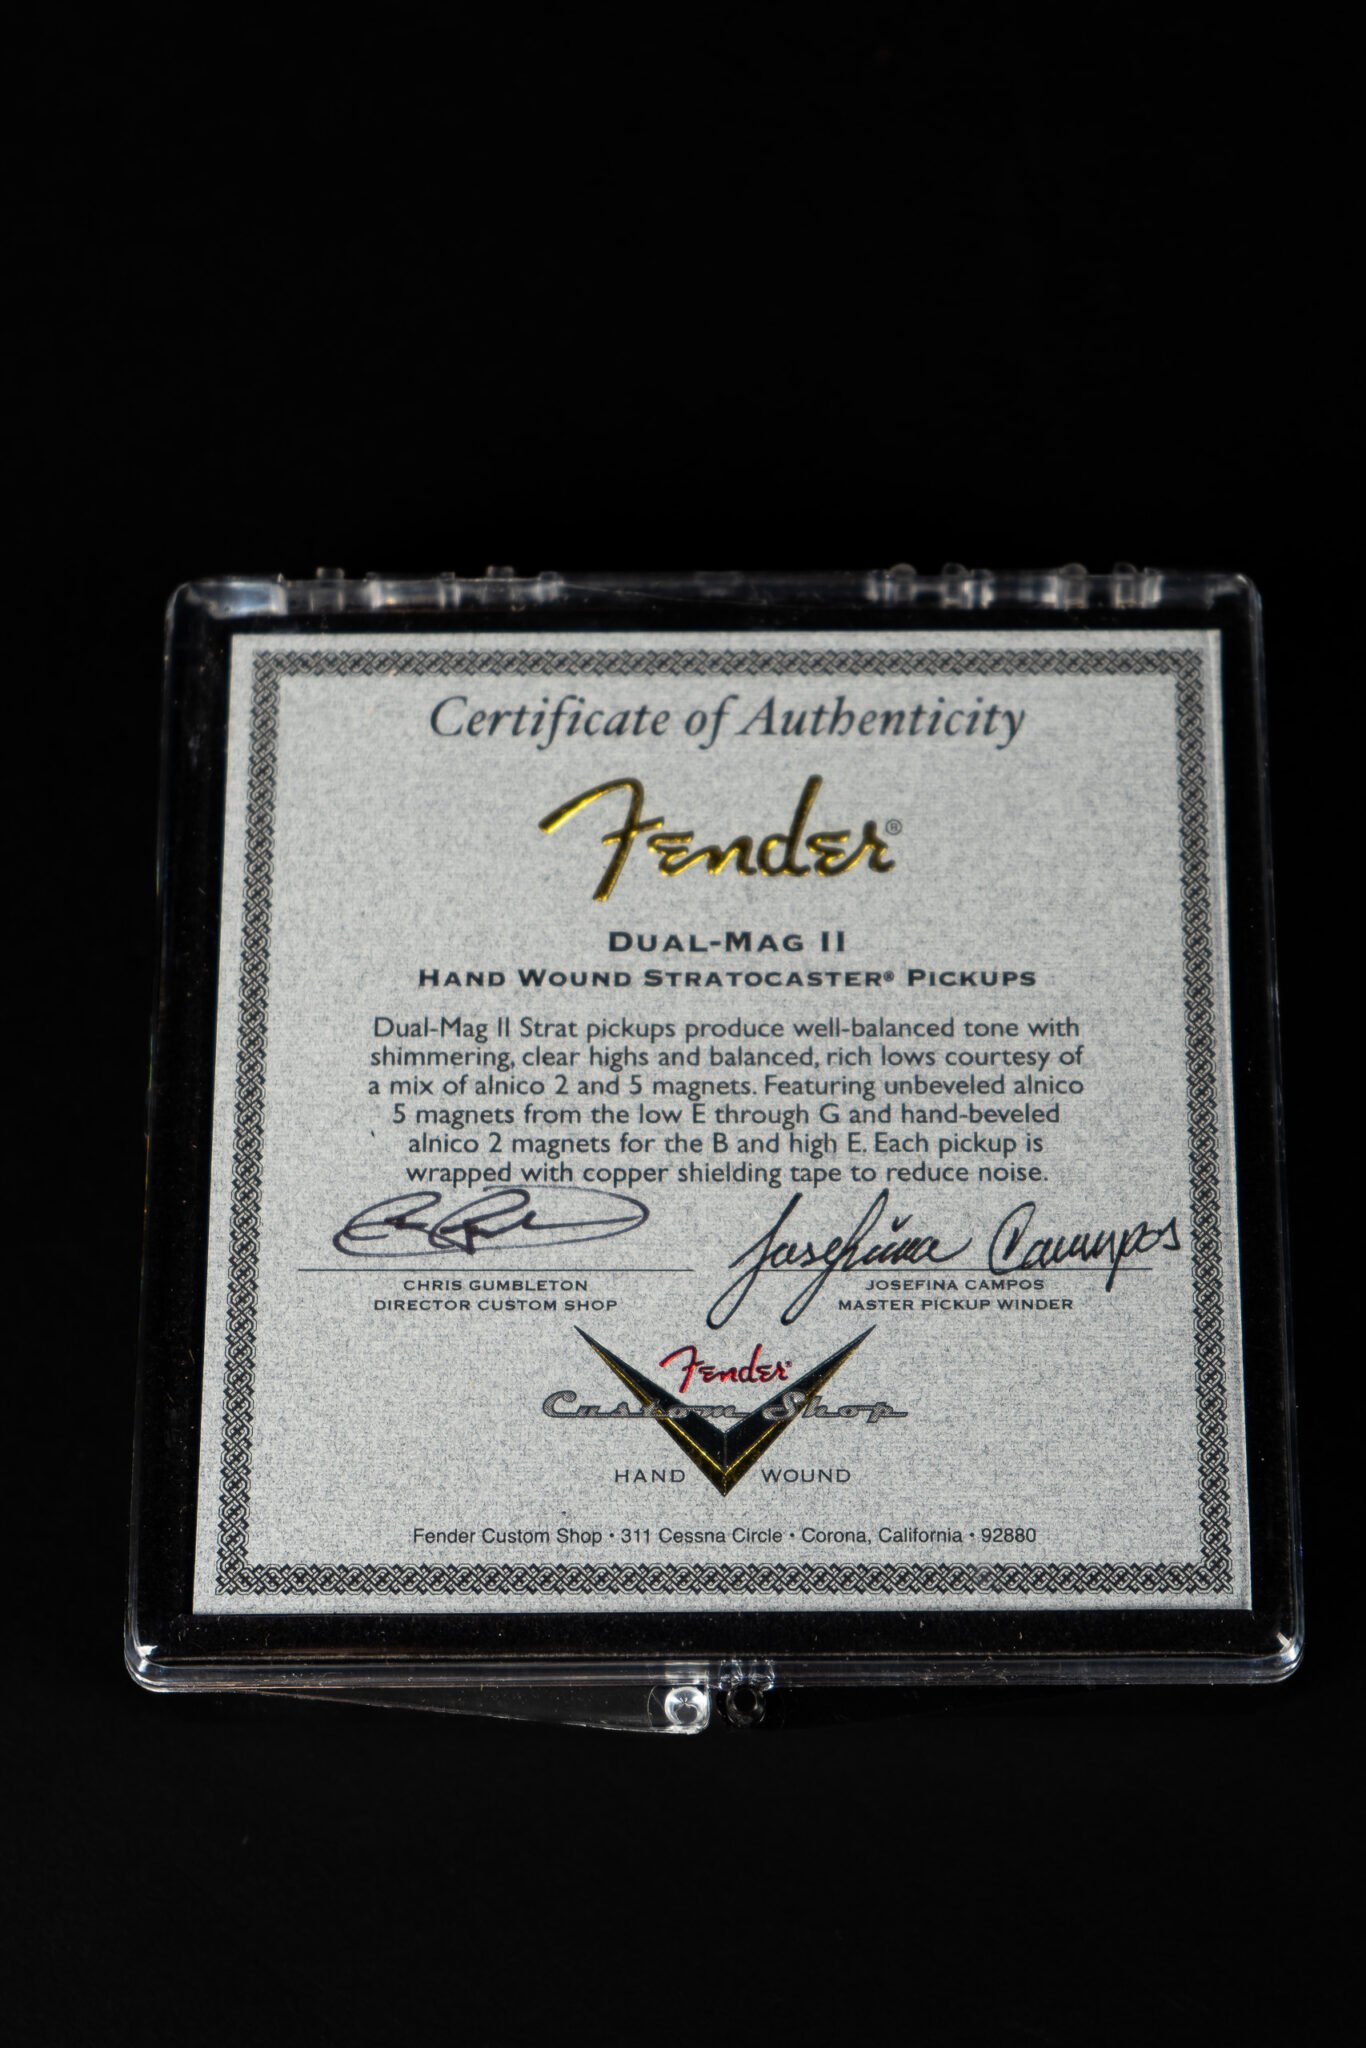 Certificate of Authenticity
Fender®
DUAL-MAG II
HAND WOUND STRATOCASTER® PICKUPS
Dual-Mag II Strat pickups produce well-balanced tone with
shimmering, clear highs and balanced, rich lows courtesy of
a mix of alnico 2 and 5 magnets. Featuring unbeveled alnico
5 magnets from the low E through G and hand-beveled
alnico 2 magnets for the B and high E. Each pickup is
wrapped with copper shielding tape to reduce noise.
Josefina Campos
CHRIS GUMBLETON
DIRECTOR CUSTOM SHOP
JOSEFINA CAMPOS
MASTER PICKUP WINDER
Fender®
Custom Shop
HAND WOUND
Fender Custom Shop • 311 Cessna Circle • Corona, California • 92880